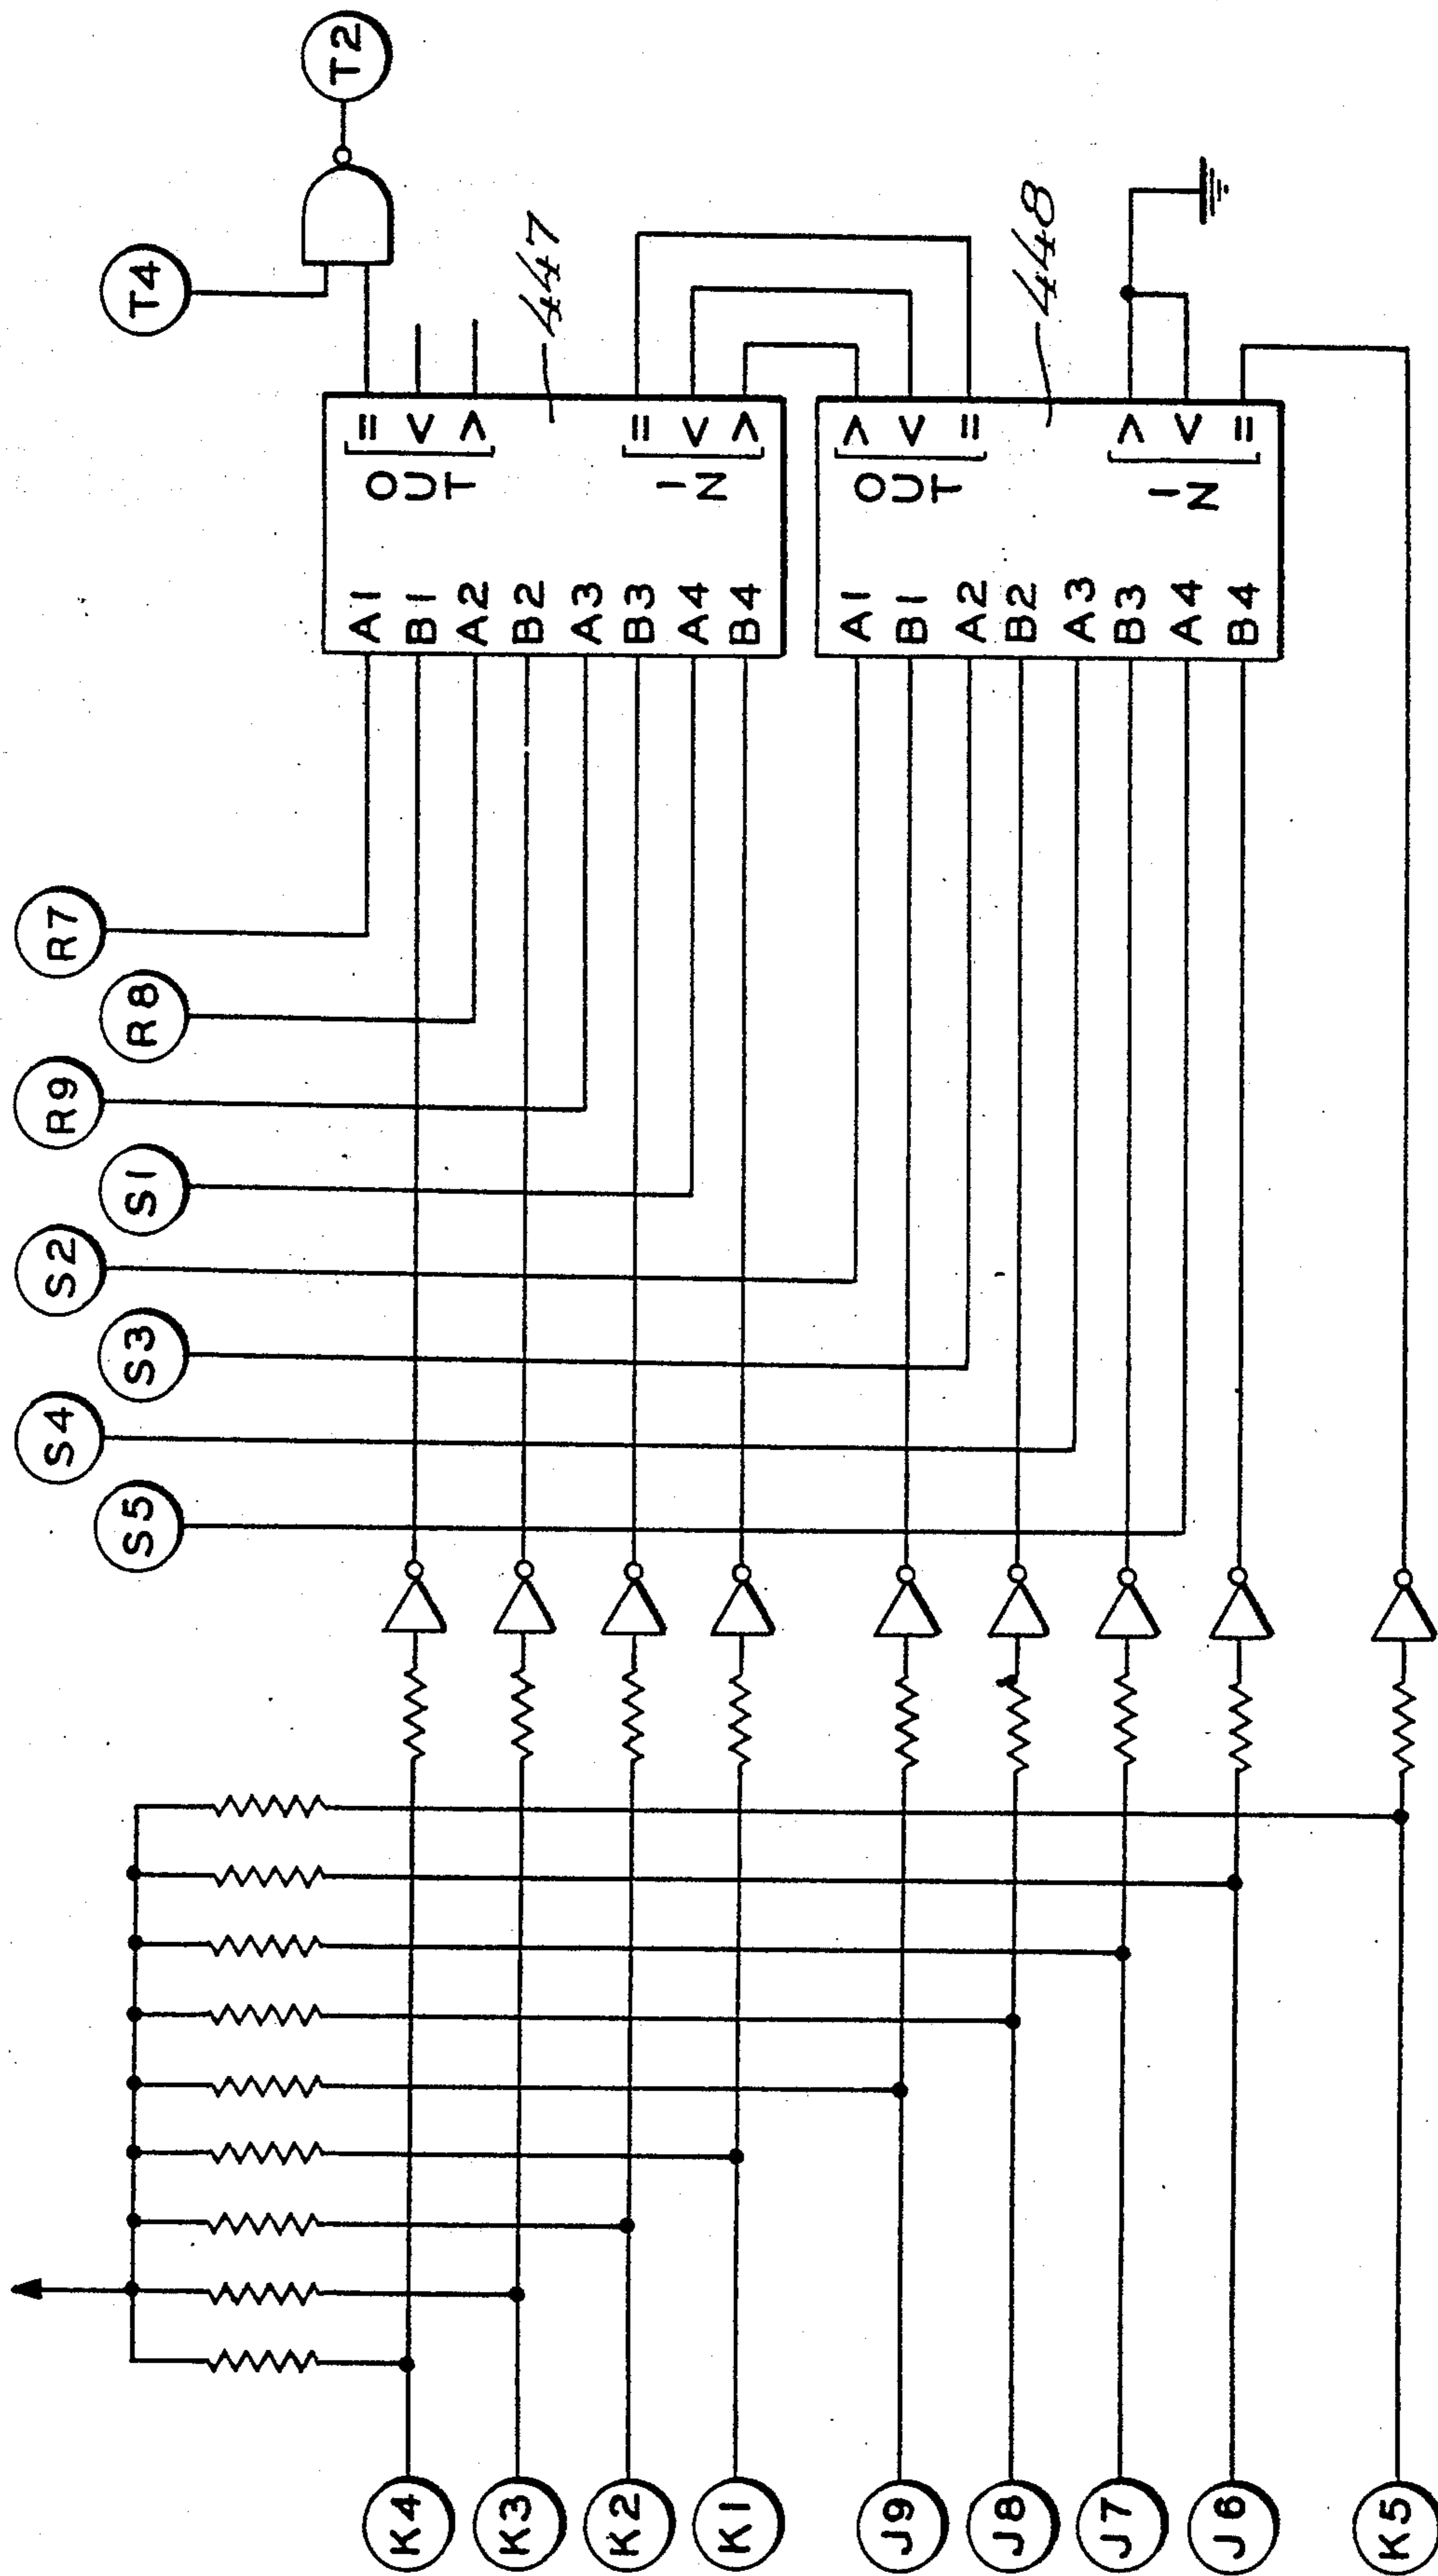 R7
R9
S2
S4
T4
R8
S1
S3
S5
T2
K4
A1
OUT
=
B1
<
A2
>
K3
B2
447
K2
A3
B3
IN
=
A4
<
K1
B4
>
A1
OUT
>
J9
B1
<
A2
=
J8
B2
448
A3
J7
B3
IN
>
A4
<
J6
B4
=
K5